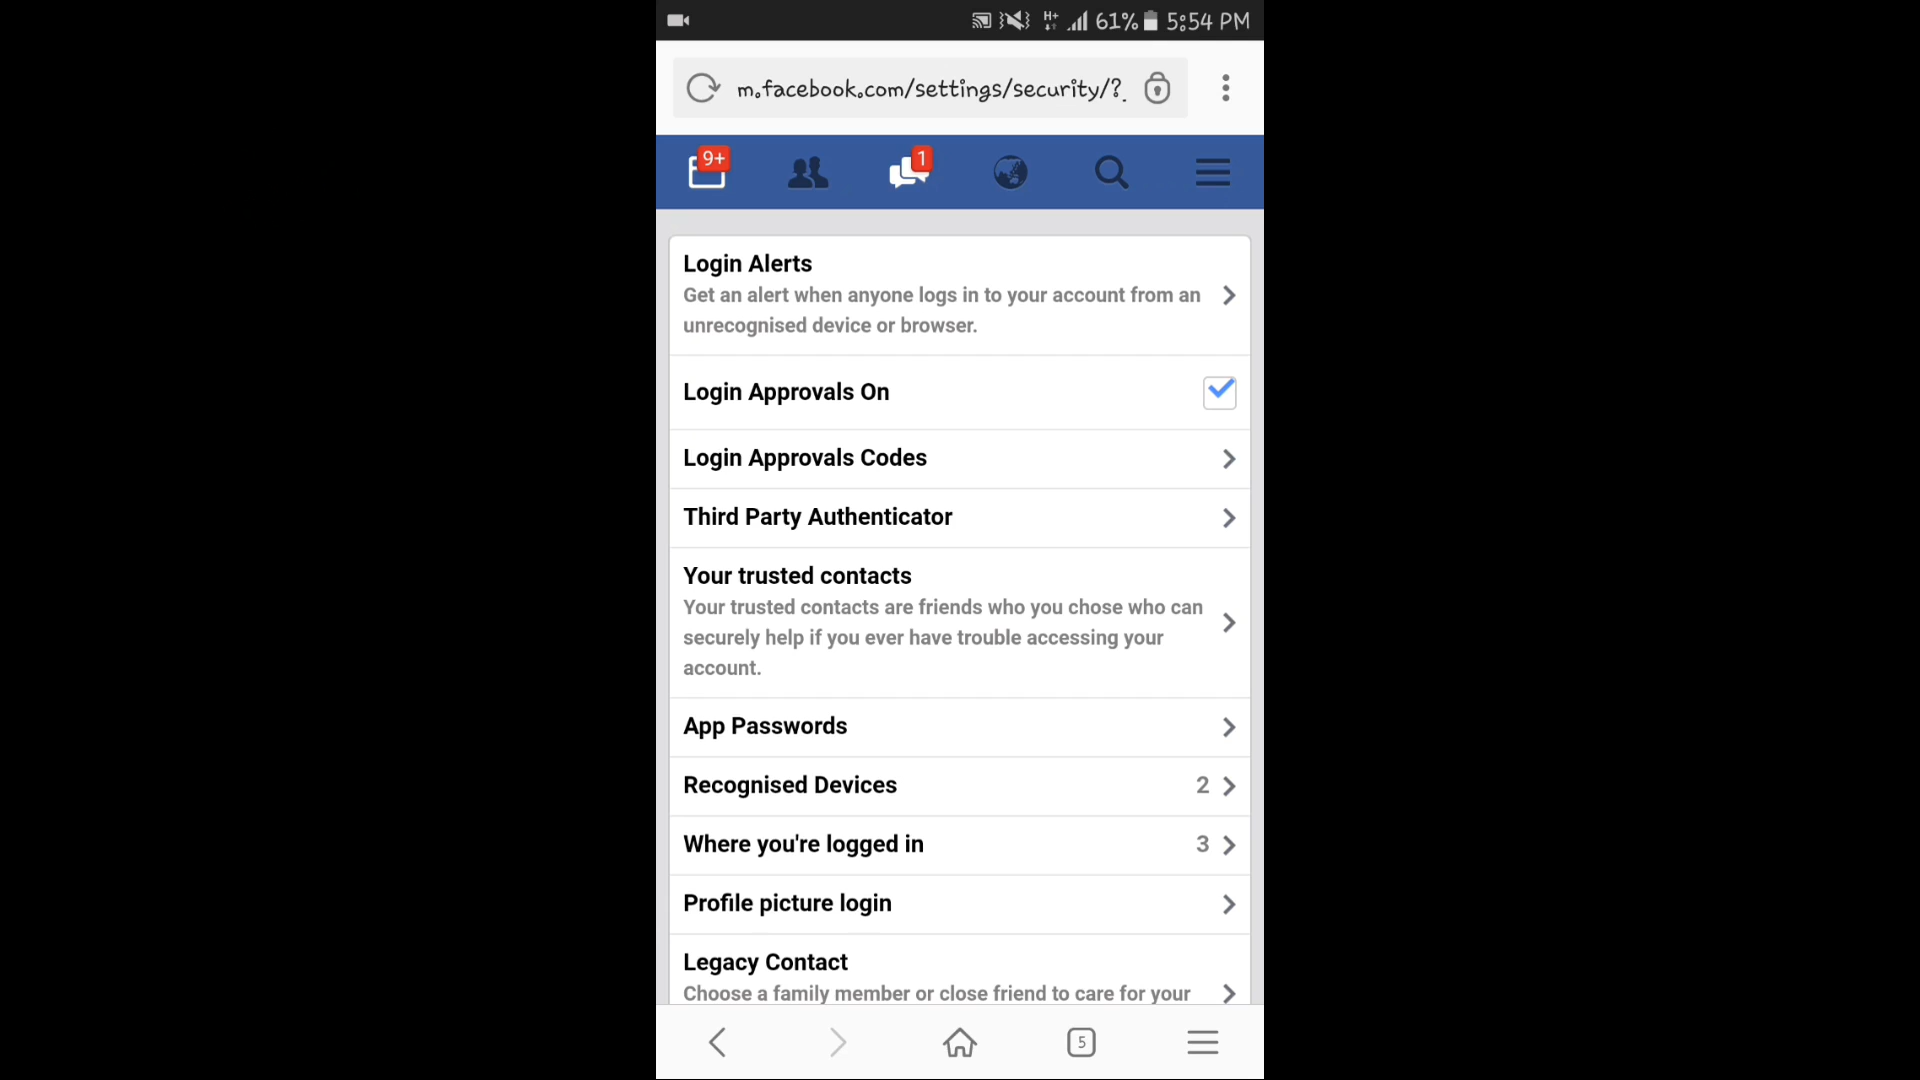 H+ 61% 5:54 PM
m.facebook.com/settings/security/?_
9+
1
Login Alerts
Get an alert when anyone logs in to your account from an
unrecognised device or browser.
Login Approvals On
Login Approvals Codes
Third Party Authenticator
Your trusted contacts
Your trusted contacts are friends who you chose who can
securely help if you ever have trouble accessing your
account.
App Passwords
Recognised Devices 2
Where you're logged in 3
Profile picture login
Legacy Contact
Choose a family member or close friend to care for your
5